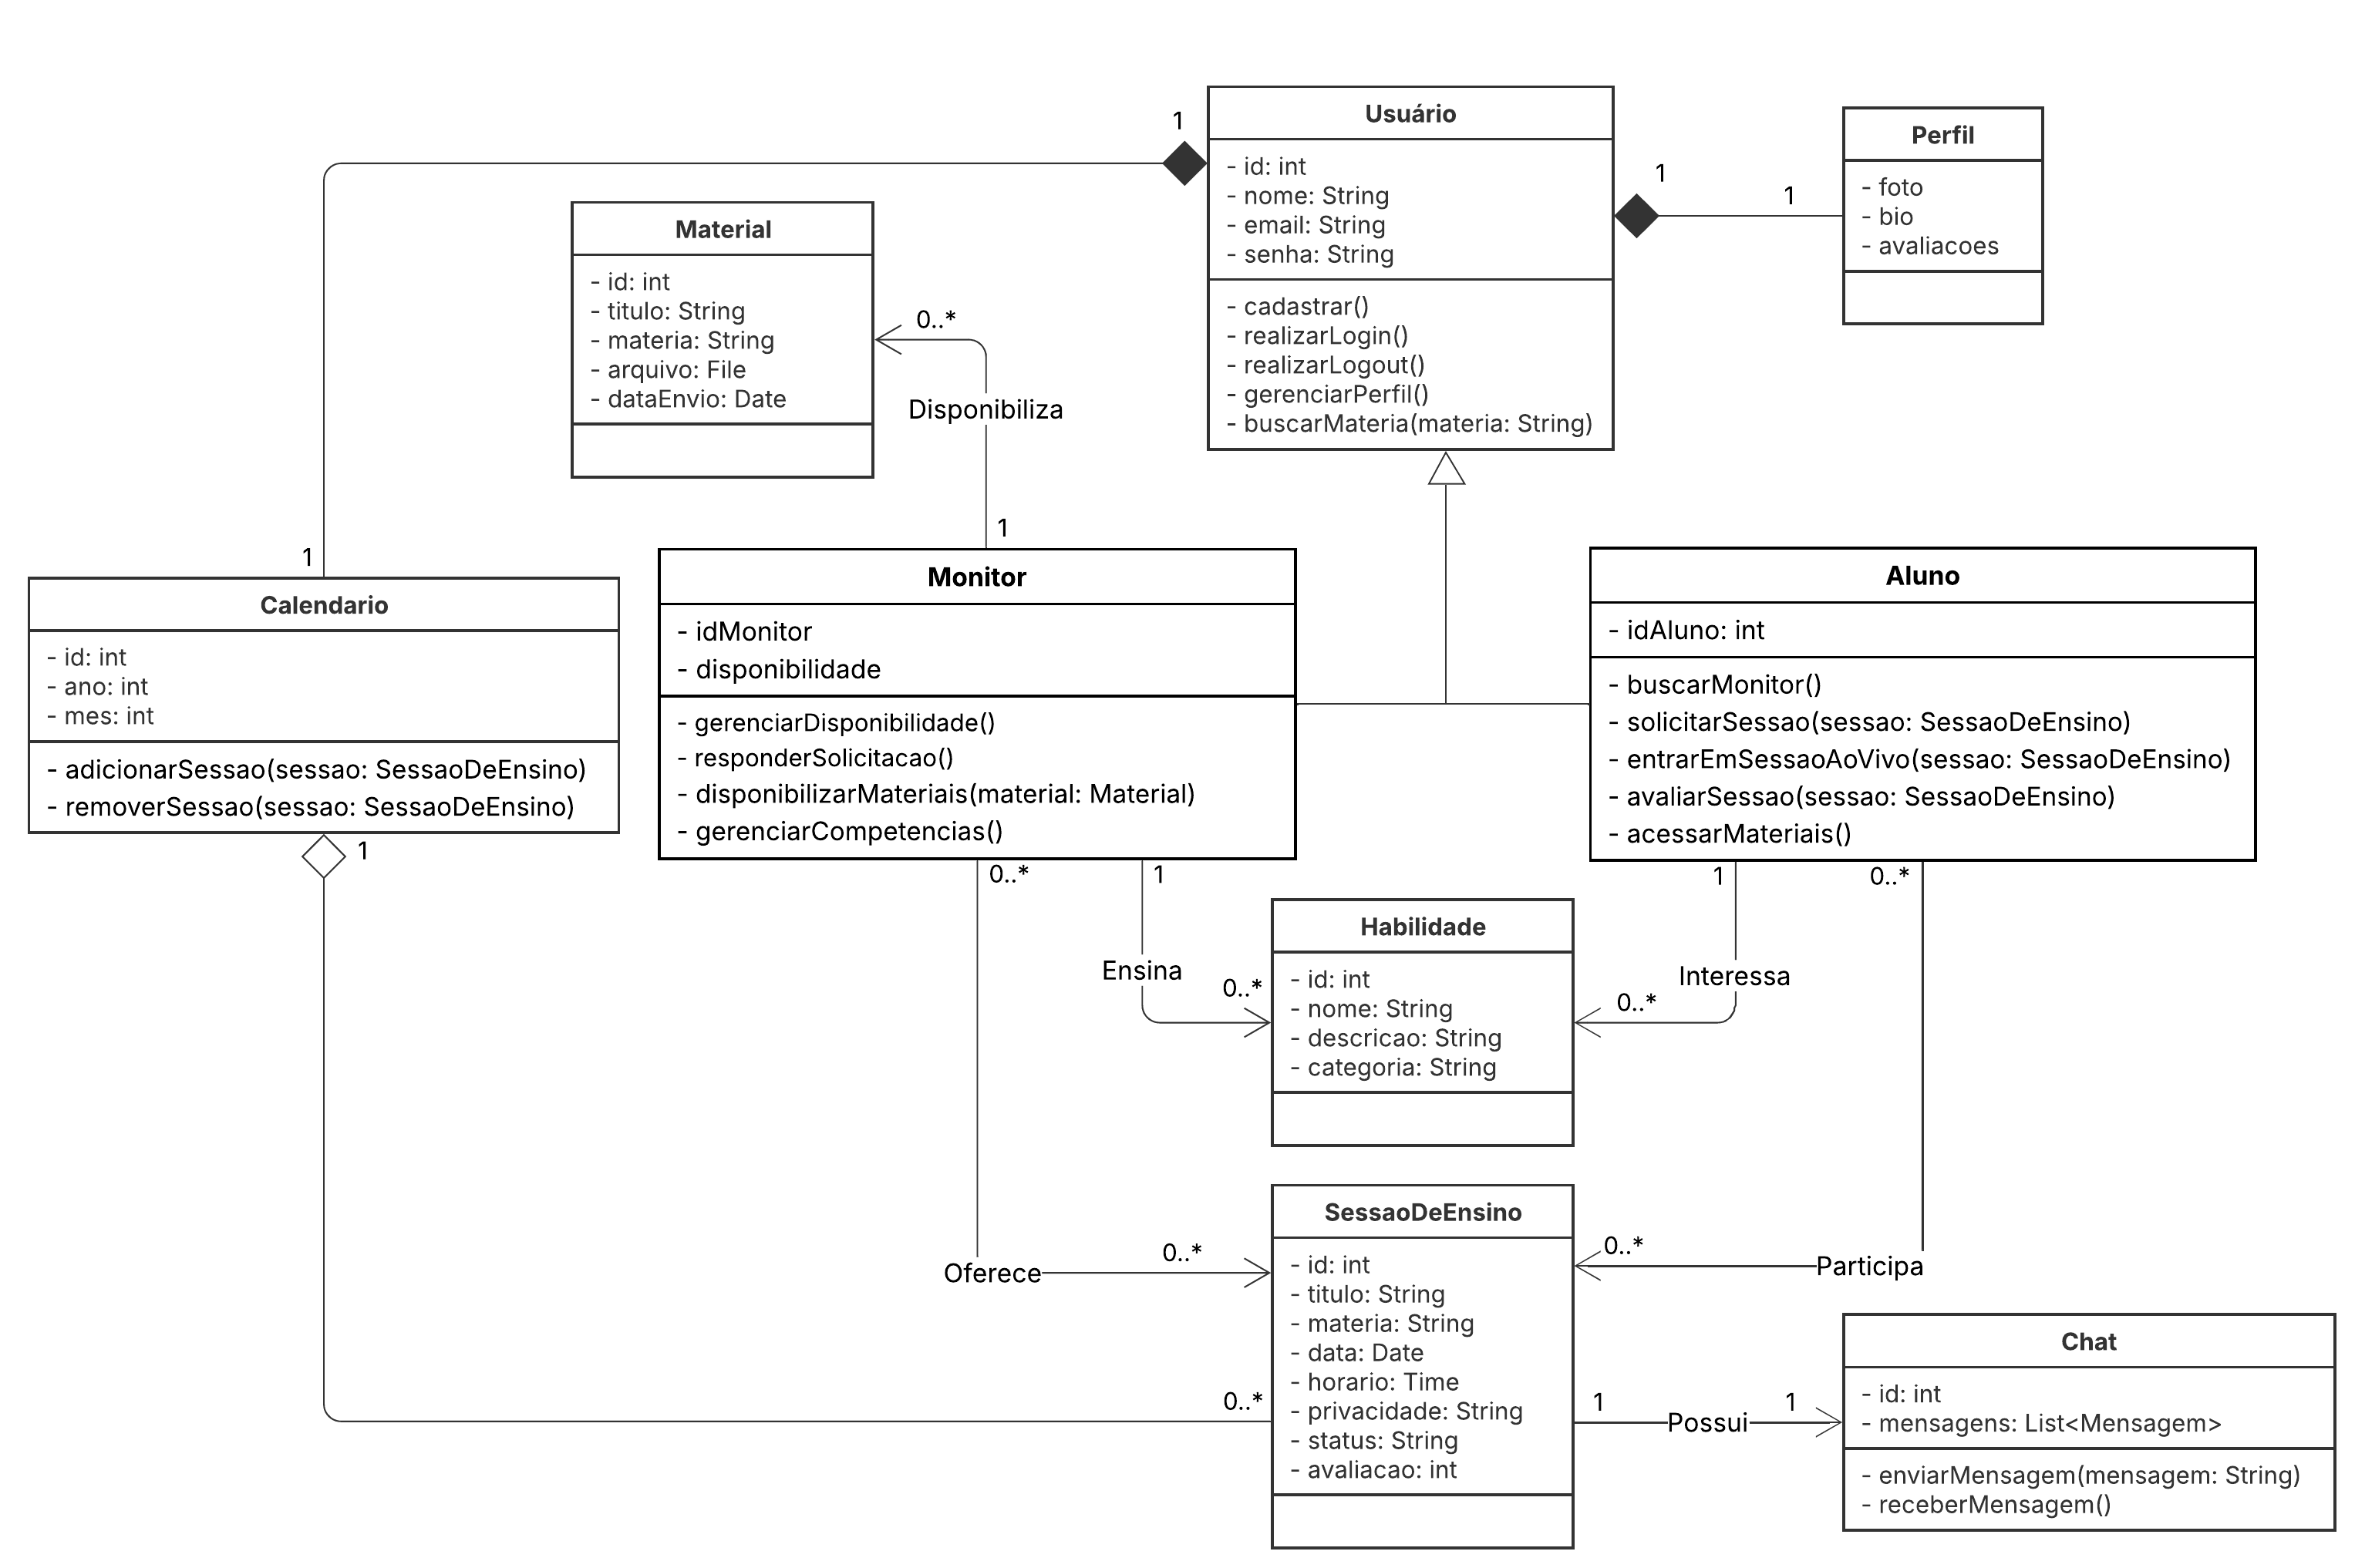 Usuário
- id: int
- nome: String
- email: String
- senha: String
- cadastrar()
- realizarLogin()
- realizarLogout()
- gerenciarPerfil()
- buscarMateria(materia: String)
1
1
1
Perfil
- foto
- bio
- avaliacoes
Material
- id: int
- titulo: String
- materia: String
- arquivo: File
- dataEnvio: Date
0..*
Disponibiliza
1
1
Calendario
- id: int
- ano: int
- mes: int
- adicionarSessao(sessao: SessaoDeEnsino)
- removerSessao(sessao: SessaoDeEnsino)
1
Monitor
- idMonitor
- disponibilidade
- gerenciarDisponibilidade()
- responderSolicitacao()
- disponibilizarMateriais(material: Material)
- gerenciarCompetencias()
0..*
1
Aluno
- idAluno: int
- buscarMonitor()
- solicitarSessao(sessao: SessaoDeEnsino)
- entrarEmSessaoAoVivo(sessao: SessaoDeEnsino)
- avaliarSessao(sessao: SessaoDeEnsino)
- acessarMateriais()
1
0..*
Ensina
0..*
Habilidade
- id: int
- nome: String
- descricao: String
- categoria: String
Interessa
0..*
Oferece
0..*
SessaoDeEnsino
- id: int
- titulo: String
- materia: String
- data: Date
- horario: Time
- privacidade: String
- status: String
- avaliacao: int
0..*
Participa
0..*
1
Possui
1
Chat
- id: int
- mensagens: List<Mensagem>
- enviarMensagem(mensagem: String)
- receberMensagem()